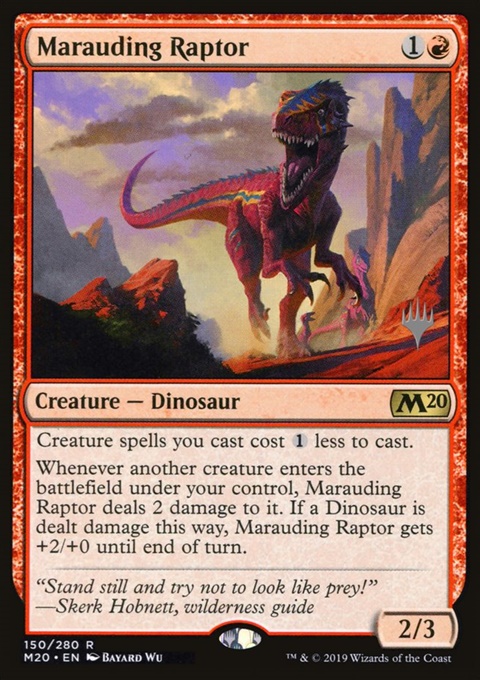 Marauding Raptor 1
Creature — Dinosaur M20
Creature spells you cast cost 1 less to cast.
Whenever another creature enters the
battlefield under your control, Marauding
Raptor deals 2 damage to it. If a Dinosaur is
dealt damage this way, Marauding Raptor gets
+2/+0 until end of turn.
“Stand still and try not to look like prey!”
—Skerk Hobnett, wilderness guide
2/3
150/280 R
M20 • EN Bayard Wu ™ & © 2019 Wizards of the Coast